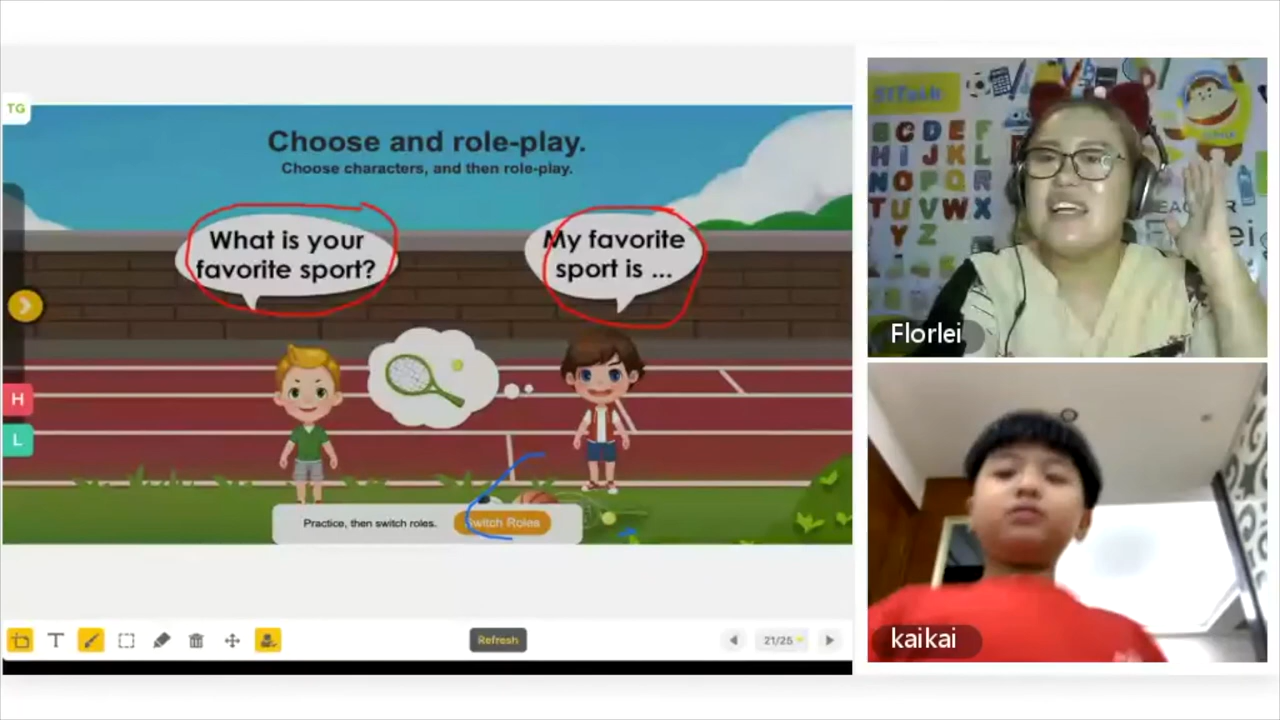 TG
Choose and role-play.
Choose characters, and then role-play.
What is your
favorite sport?
My favorite
sport is ...
H
L
Practice, then switch roles.
Switch Roles
T
Refresh
21/25
51Talk
B C D E F
H I J K L
N O P Q R
T U V W X
Y Z
Florlei
kaikai